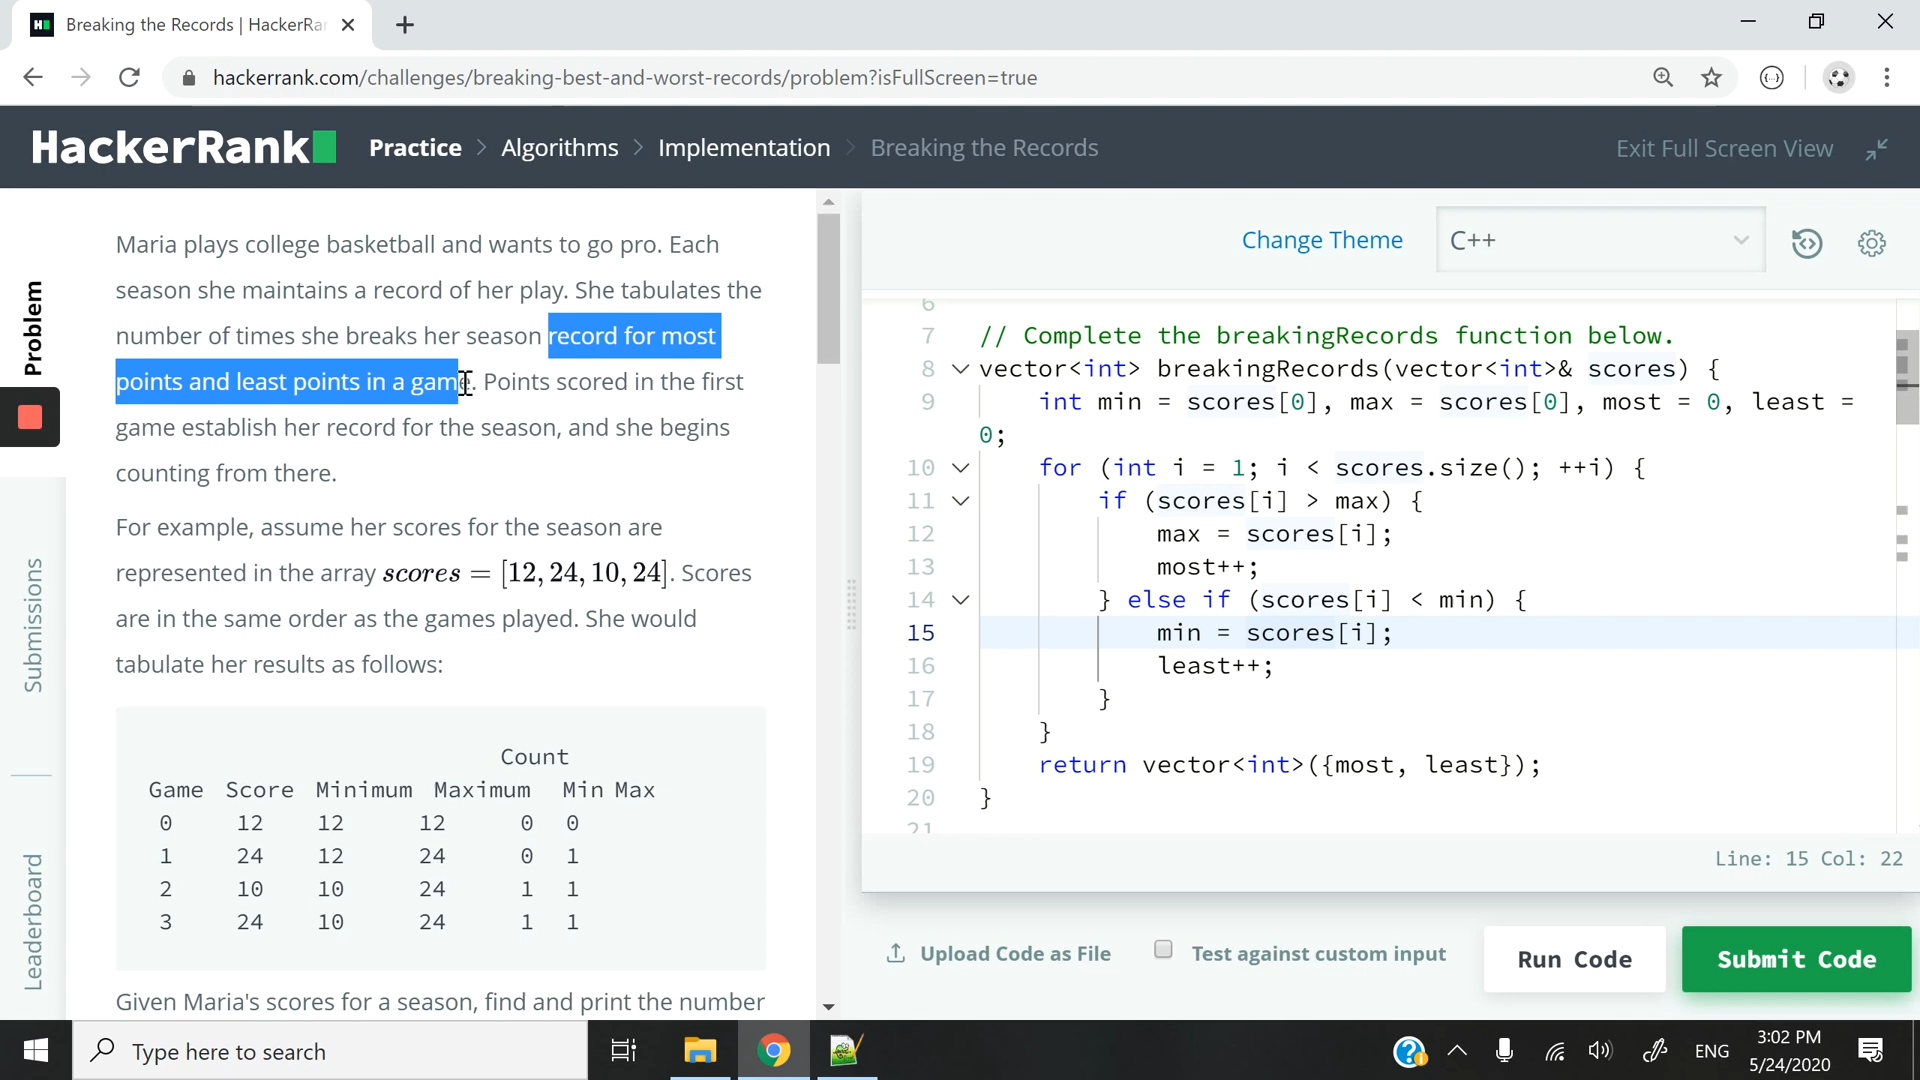 Breaking the Records | HackerRan
hackerrank.com/challenges/breaking-best-and-worst-records/problem?isFullScreen=true
HackerRank Practice > Algorithms > Implementation > Breaking the Records Exit Full Screen View
Problem
Submissions
Leaderboard
Maria plays college basketball and wants to go pro. Each
season she maintains a record of her play. She tabulates the
number of times she breaks her season record for most
points and least points in a game. Points scored in the first
game establish her record for the season, and she begins
counting from there.
For example, assume her scores for the season are
represented in the array scores = [12, 24, 10, 24]. Scores
are in the same order as the games played. She would
tabulate her results as follows:
Count
Game Score Minimum Maximum Min Max
0 12 12 12 0 0
1 24 12 24 0 1
2 10 10 24 1 1
3 24 10 24 1 1
Given Maria's scores for a season, find and print the number
Change Theme C++
6
7 // Complete the breakingRecords function below.
8 vector<int> breakingRecords(vector<int>& scores) {
9 int min = scores[0], max = scores[0], most = 0, least =
0;
10 for (int i = 1; i < scores.size(); ++i) {
11 if (scores[i] > max) {
12 max = scores[i];
13 most++;
14 } else if (scores[i] < min) {
15 min = scores[i];
16 least++;
17 }
18 }
19 return vector<int>({most, least});
20 }
21
Line: 15 Col: 22
Upload Code as File Test against custom input Run Code Submit Code
Type here to search
ENG
3:02 PM
5/24/2020